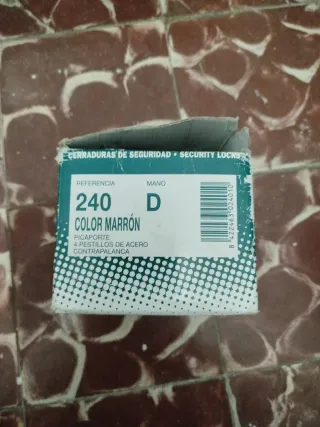 CERRADURAS DE SEGURIDAD • SECURITY LOCKS
REFERENCIA MANO
240 D
COLOR MARRÓN
PICAPORTE
4 PESTILLOS DE ACERO
CONTRAPALANCA